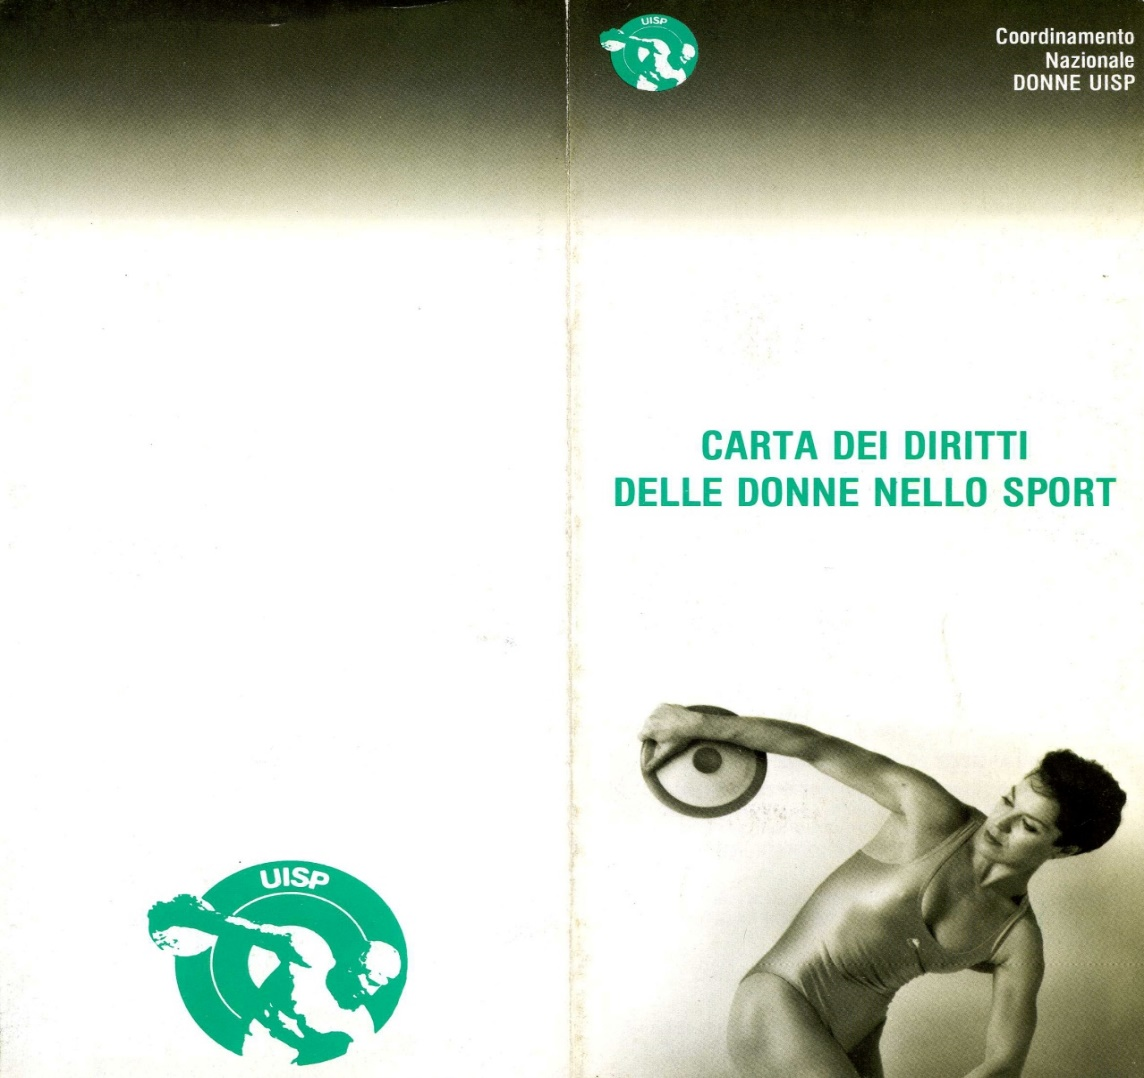 UISP
Coordinamento
Nazionale
DONNE UISP
CARTA DEI DIRITTI
DELLE DONNE NELLO SPORT
UISP